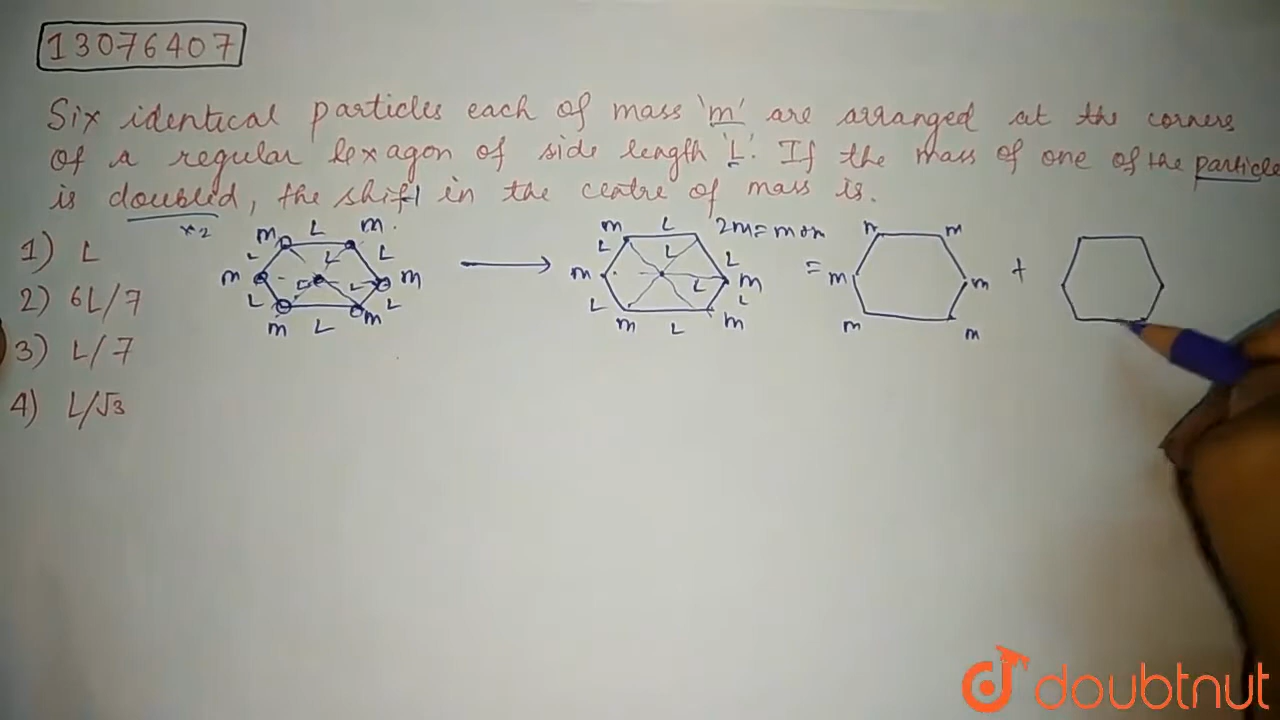 13076407
Six identical particles each of mass 'm' are arranged at the corners
of a regular hexagon of side length 'L'. If the mass of one of the particle
is doubled, the shift in the centre of mass is.
x2
1) L
2) 6L/7
3) L/7
4) L/√3
m L m.
L L L
m L m
L L
m L m
m L 2m=m+m
L L L
m L m
L L
m L m
= m m
m m
m m
+
doubtnut